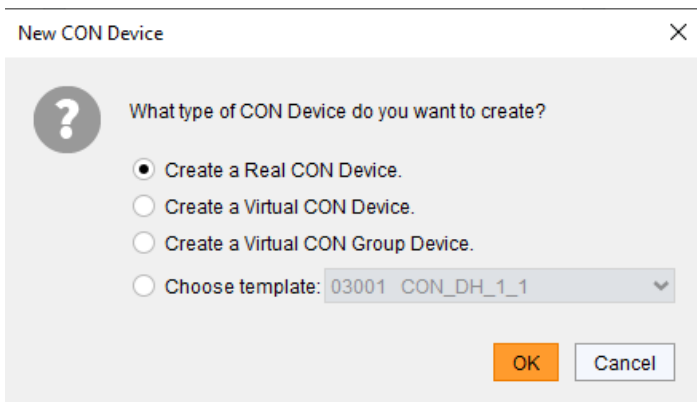 New CON Device
What type of CON Device do you want to create?
Create a Real CON Device.
Create a Virtual CON Device.
Create a Virtual CON Group Device.
Choose template: 03001 CON_DH_1_1
OK Cancel